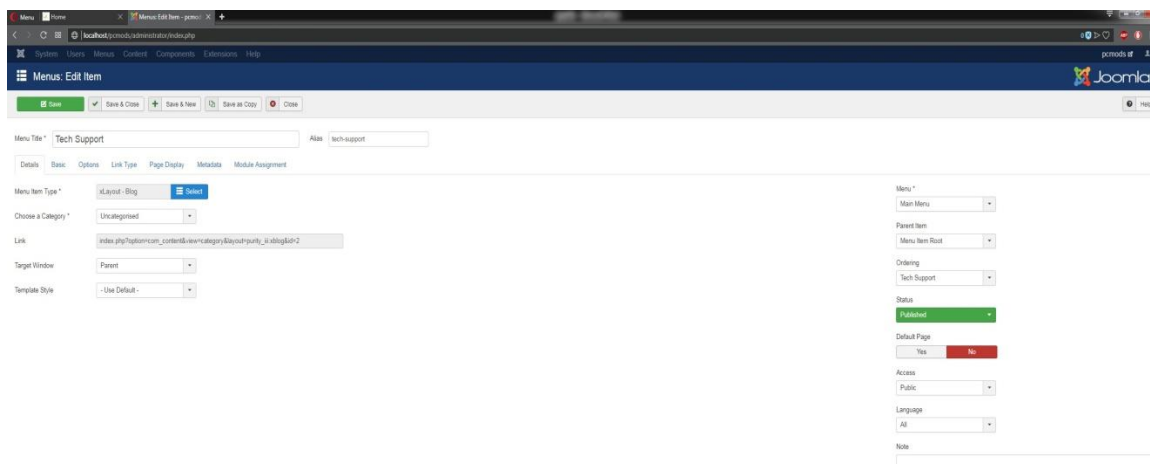 Menu Home Menus: Edit Item - pcmod
localhost/pcmods/administrator/index.php
System Users Menus Content Components Extensions Help pcmods
Menus: Edit Item Joomla
Save Save & Close Save & New Save as Copy Close Help
Menu Title * Tech Support Alias tech-support
Details Basic Options Link Type Page Display Metadata Module Assignment
Menu Item Type * xLayout - Blog Select
Choose a Category * Uncategorised
Link index.php?option=com_content&view=category&layout=purity_iii:xblog&id=2
Target Window Parent
Template Style - Use Default -
Menu *
Main Menu
Parent Item
Menu Item Root
Ordering
Tech Support
Status
Published
Default Page
Yes No
Access
Public
Language
All
Note